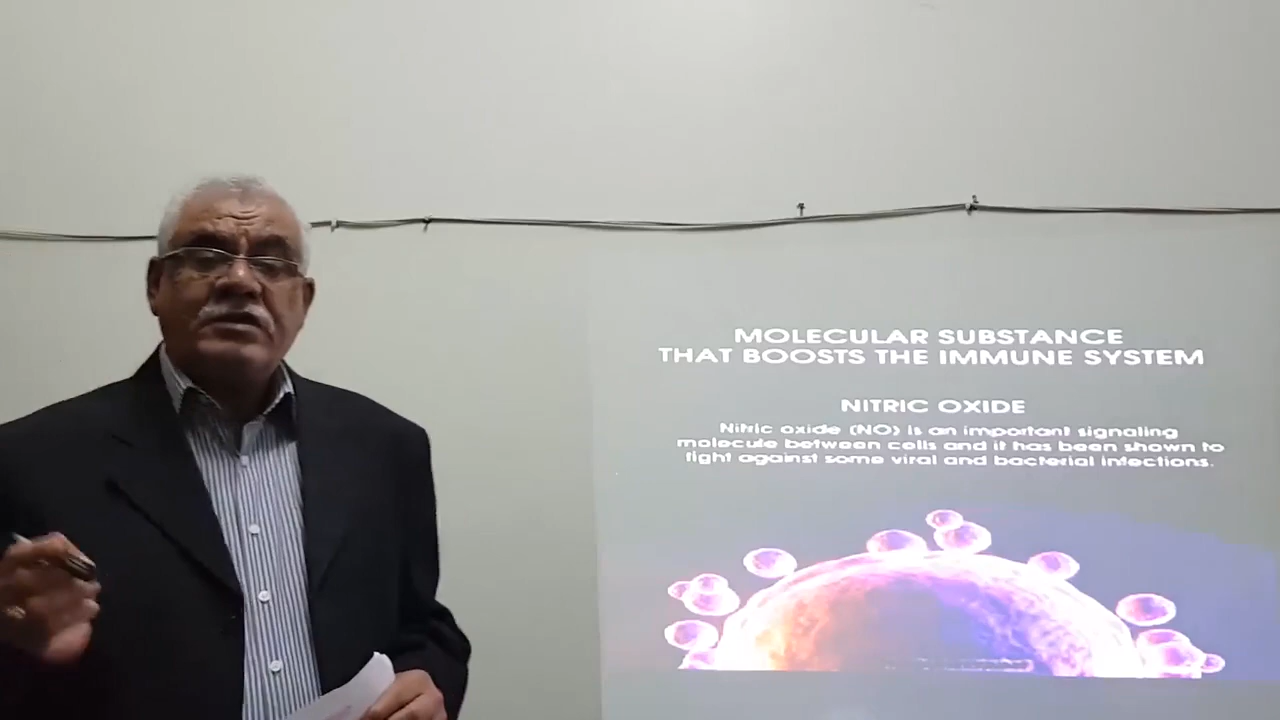 MOLECULAR SUBSTANCE
THAT BOOSTS THE IMMUNE SYSTEM
NITRIC OXIDE
Nitric oxide (NO) is an important signaling
molecule between cells and it has been shown to
fight against some viral and bacterial infections.